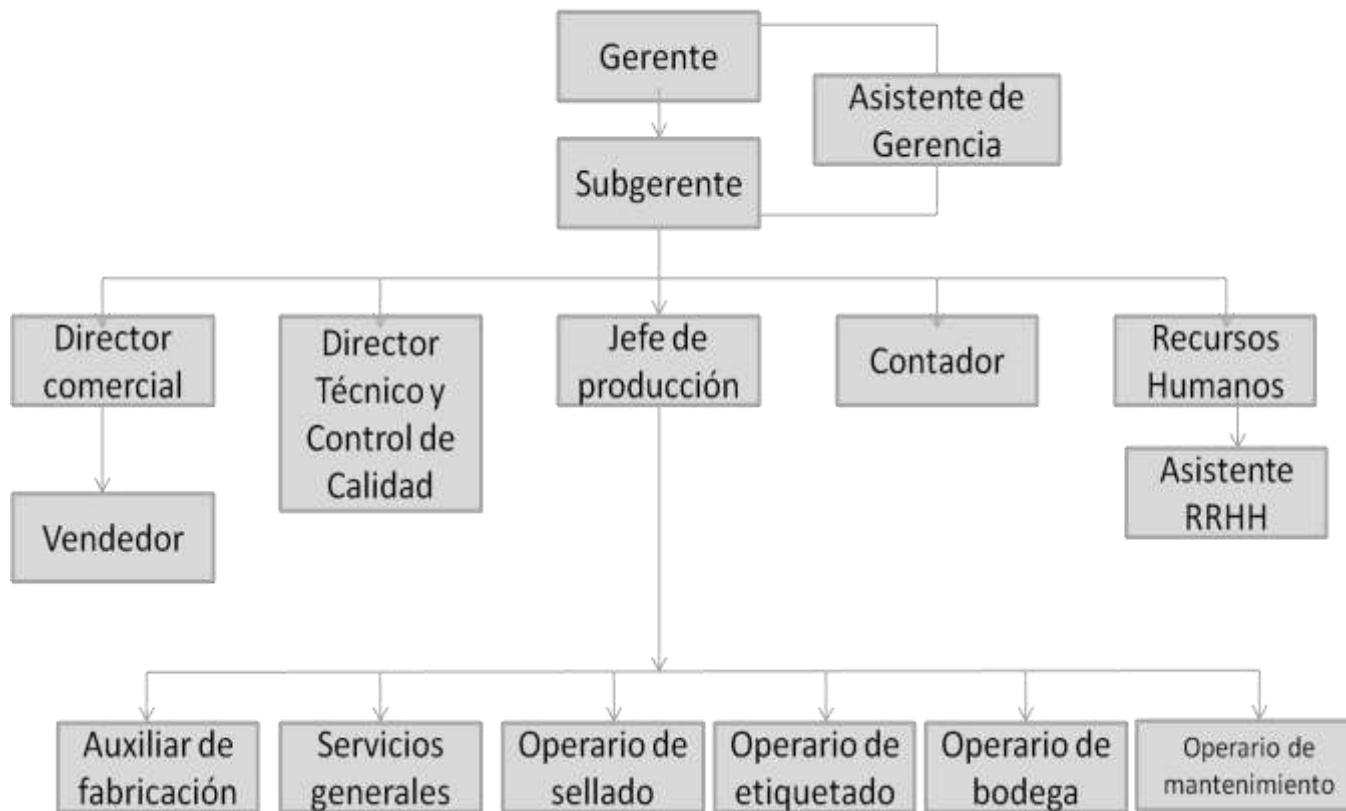 Gerente
Asistente de
Gerencia
Subgerente
Director
comercial
Director
Técnico y
Control de
Calidad
Jefe de
producción
Contador
Recursos
Humanos
Vendedor
Asistente
RRHH
Auxiliar de
fabricación
Servicios
generales
Operario de
sellado
Operario de
etiquetado
Operario de
bodega
Operario de
mantenimiento